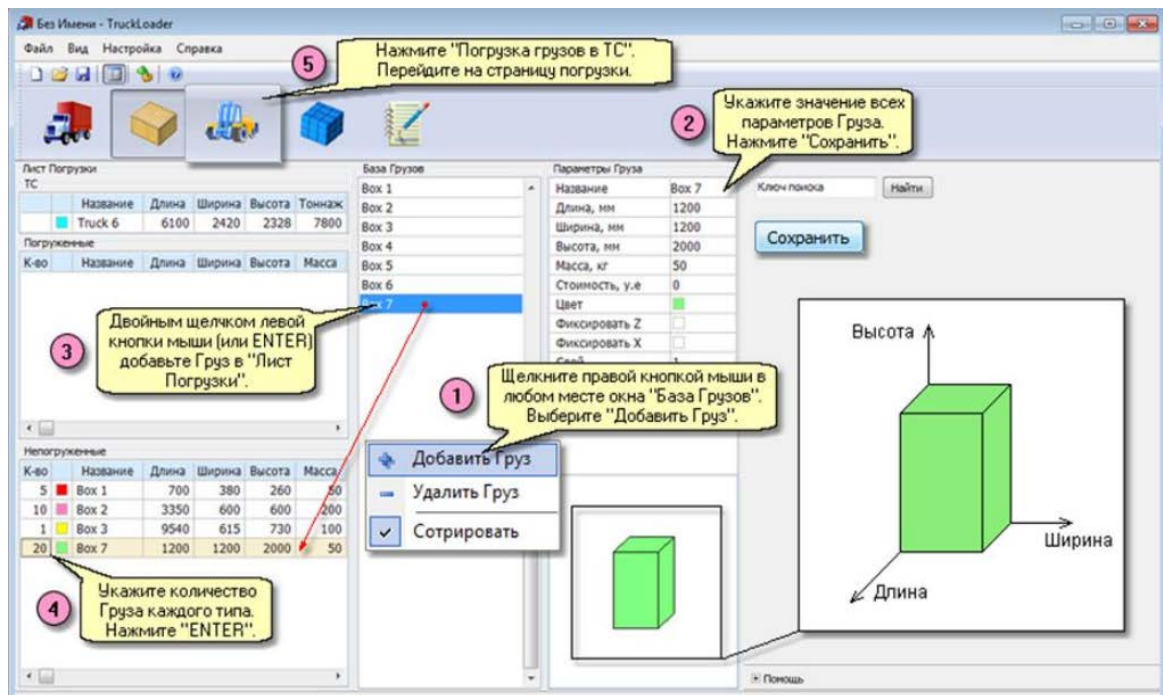 Без Имени - TruckLoader
Файл Вид Настройка Справка
5
Нажмите "Погрузка грузов в ТС".
Перейдите на страницу погрузки.
2
Укажите значение всех
параметров Груза.
Нажмите "Сохранить".
Лист Погрузки
ТС
Название Длина Ширина Высота Тоннаж
Truck 6 6100 2420 2328 7800
Погруженные
К-во Название Длина Ширина Высота Масса
3
Двойным щелчком левой
кнопки мыши (или ENTER)
добавьте Груз в "Лист
Погрузки".
Непогруженные
К-во Название Длина Ширина Высота Масса
5 Box 1 700 380 260 50
10 Box 2 3350 600 600 200
1 Box 3 9540 615 730 100
20 Box 7 1200 1200 2000 50
4
Укажите количество
Груза каждого типа.
Нажмите "ENTER".
База Грузов
Box 1
Box 2
Box 3
Box 4
Box 5
Box 6
Box 7
1
Щелкните правой кнопкой мыши в
любом месте окна "База Грузов".
Выберите "Добавить Груз".
Добавить Груз
Удалить Груз
Сотрировать
Параметры Груза
Название Box 7
Длина, мм 1200
Ширина, мм 1200
Высота, мм 2000
Масса, кг 50
Стоимость, у.е 0
Цвет
Фиксировать Z
Фиксировать X
Слой 1
Ключ поиска
Найти
Сохранить
Высота
Ширина
Длина
Помощь